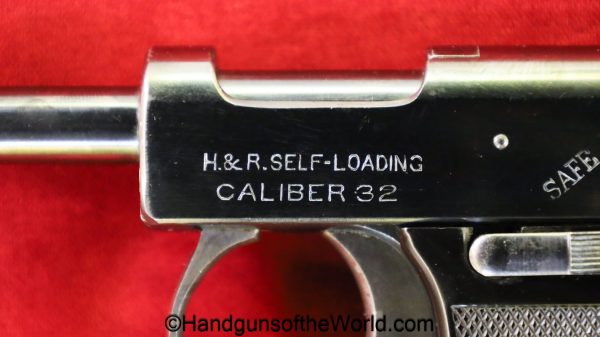 H.&R. SELF-LOADING
CALIBER 32
SAFE
©HandgunsoftheWorld.com